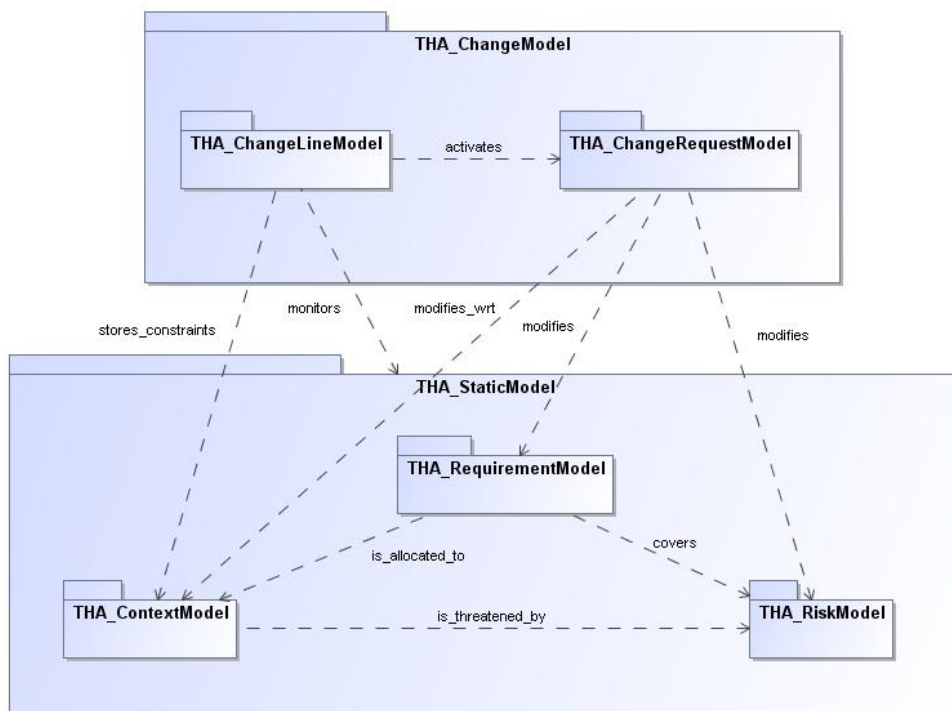 THA_ChangeModel
THA_ChangeLineModel
activates
THA_ChangeRequestModel
stores_constraints
monitors
modifies_wrt
modifies
modifies
THA_StaticModel
THA_RequirementModel
is_allocated_to
covers
THA_ContextModel
is_threatened_by
THA_RiskModel